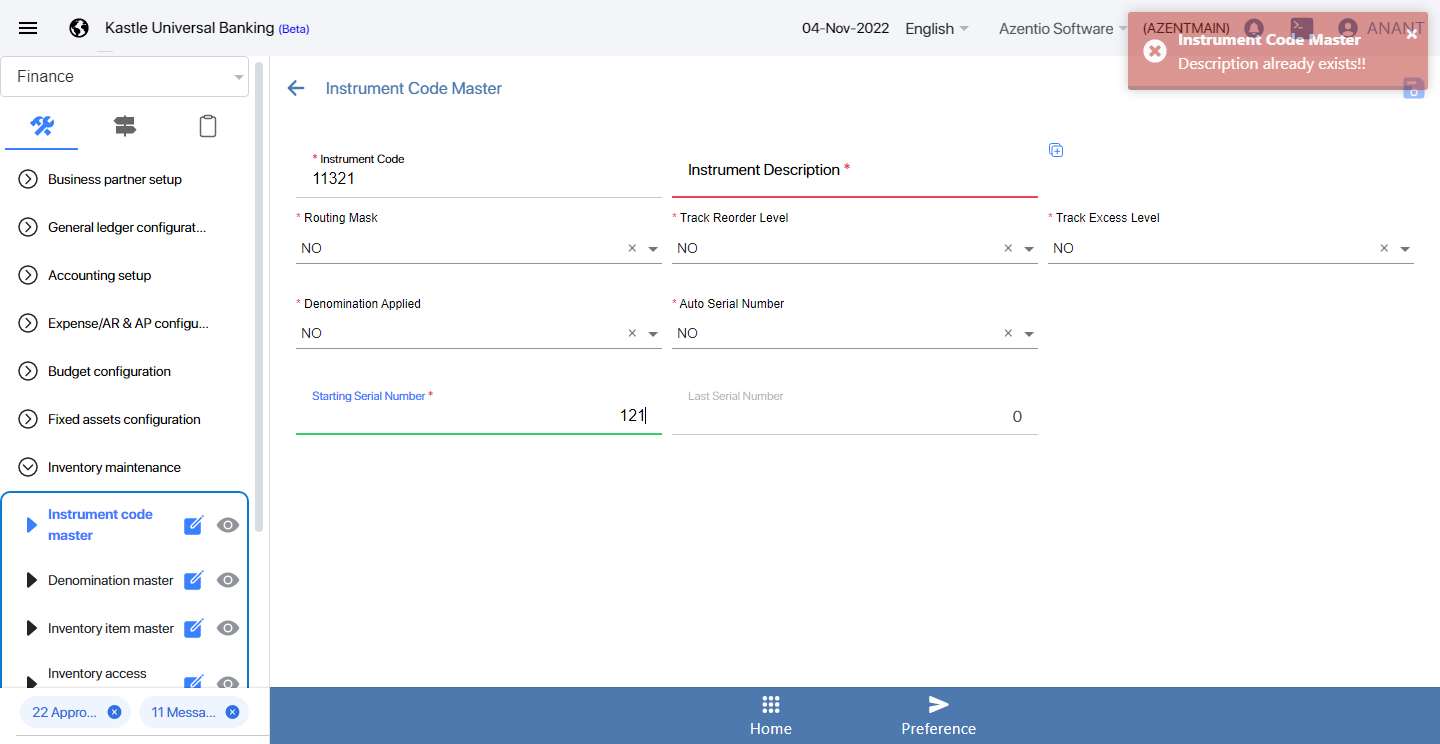 Kastle Universal Banking (Beta)
04-Nov-2022
English
Azentio Software
(AZENTMAIN)
ANANT
Instrument Code Master
Description already exists!!
Finance
Business partner setup
General ledger configurat...
Accounting setup
Expense/AR & AP configu...
Budget configuration
Fixed assets configuration
Inventory maintenance
Instrument code
master
Denomination master
Inventory item master
Inventory access
22 Appro...
11 Messa...
Instrument Code Master
* Instrument Code
11321
Instrument Description *
* Routing Mask
NO
* Track Reorder Level
NO
* Track Excess Level
NO
* Denomination Applied
NO
* Auto Serial Number
NO
Starting Serial Number *
121
Last Serial Number
0
Home
Preference